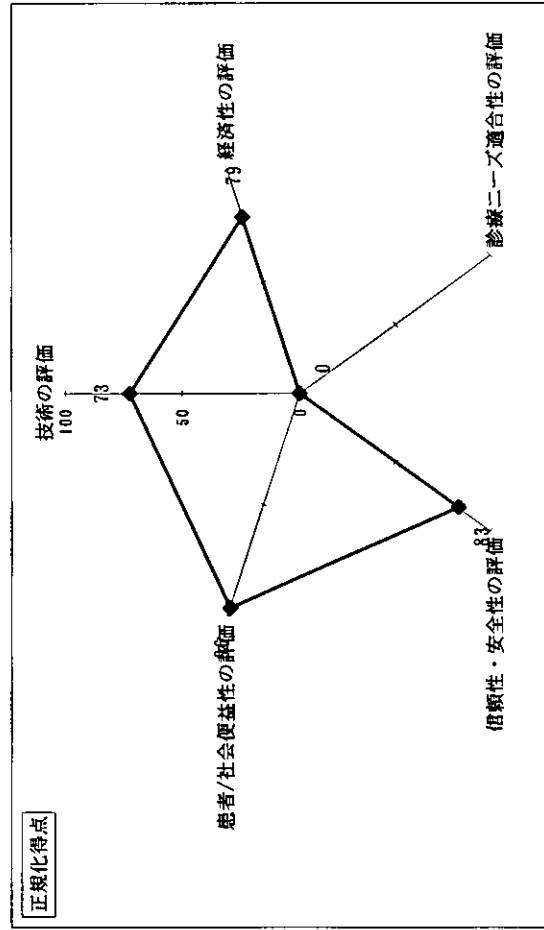 正規化得点
技術の評価
100
73
50
0
経済性の評価
79
診療ニーズ適合性の評価
0
信頼性・安全性の評価
83
患者/社会便益性の評価